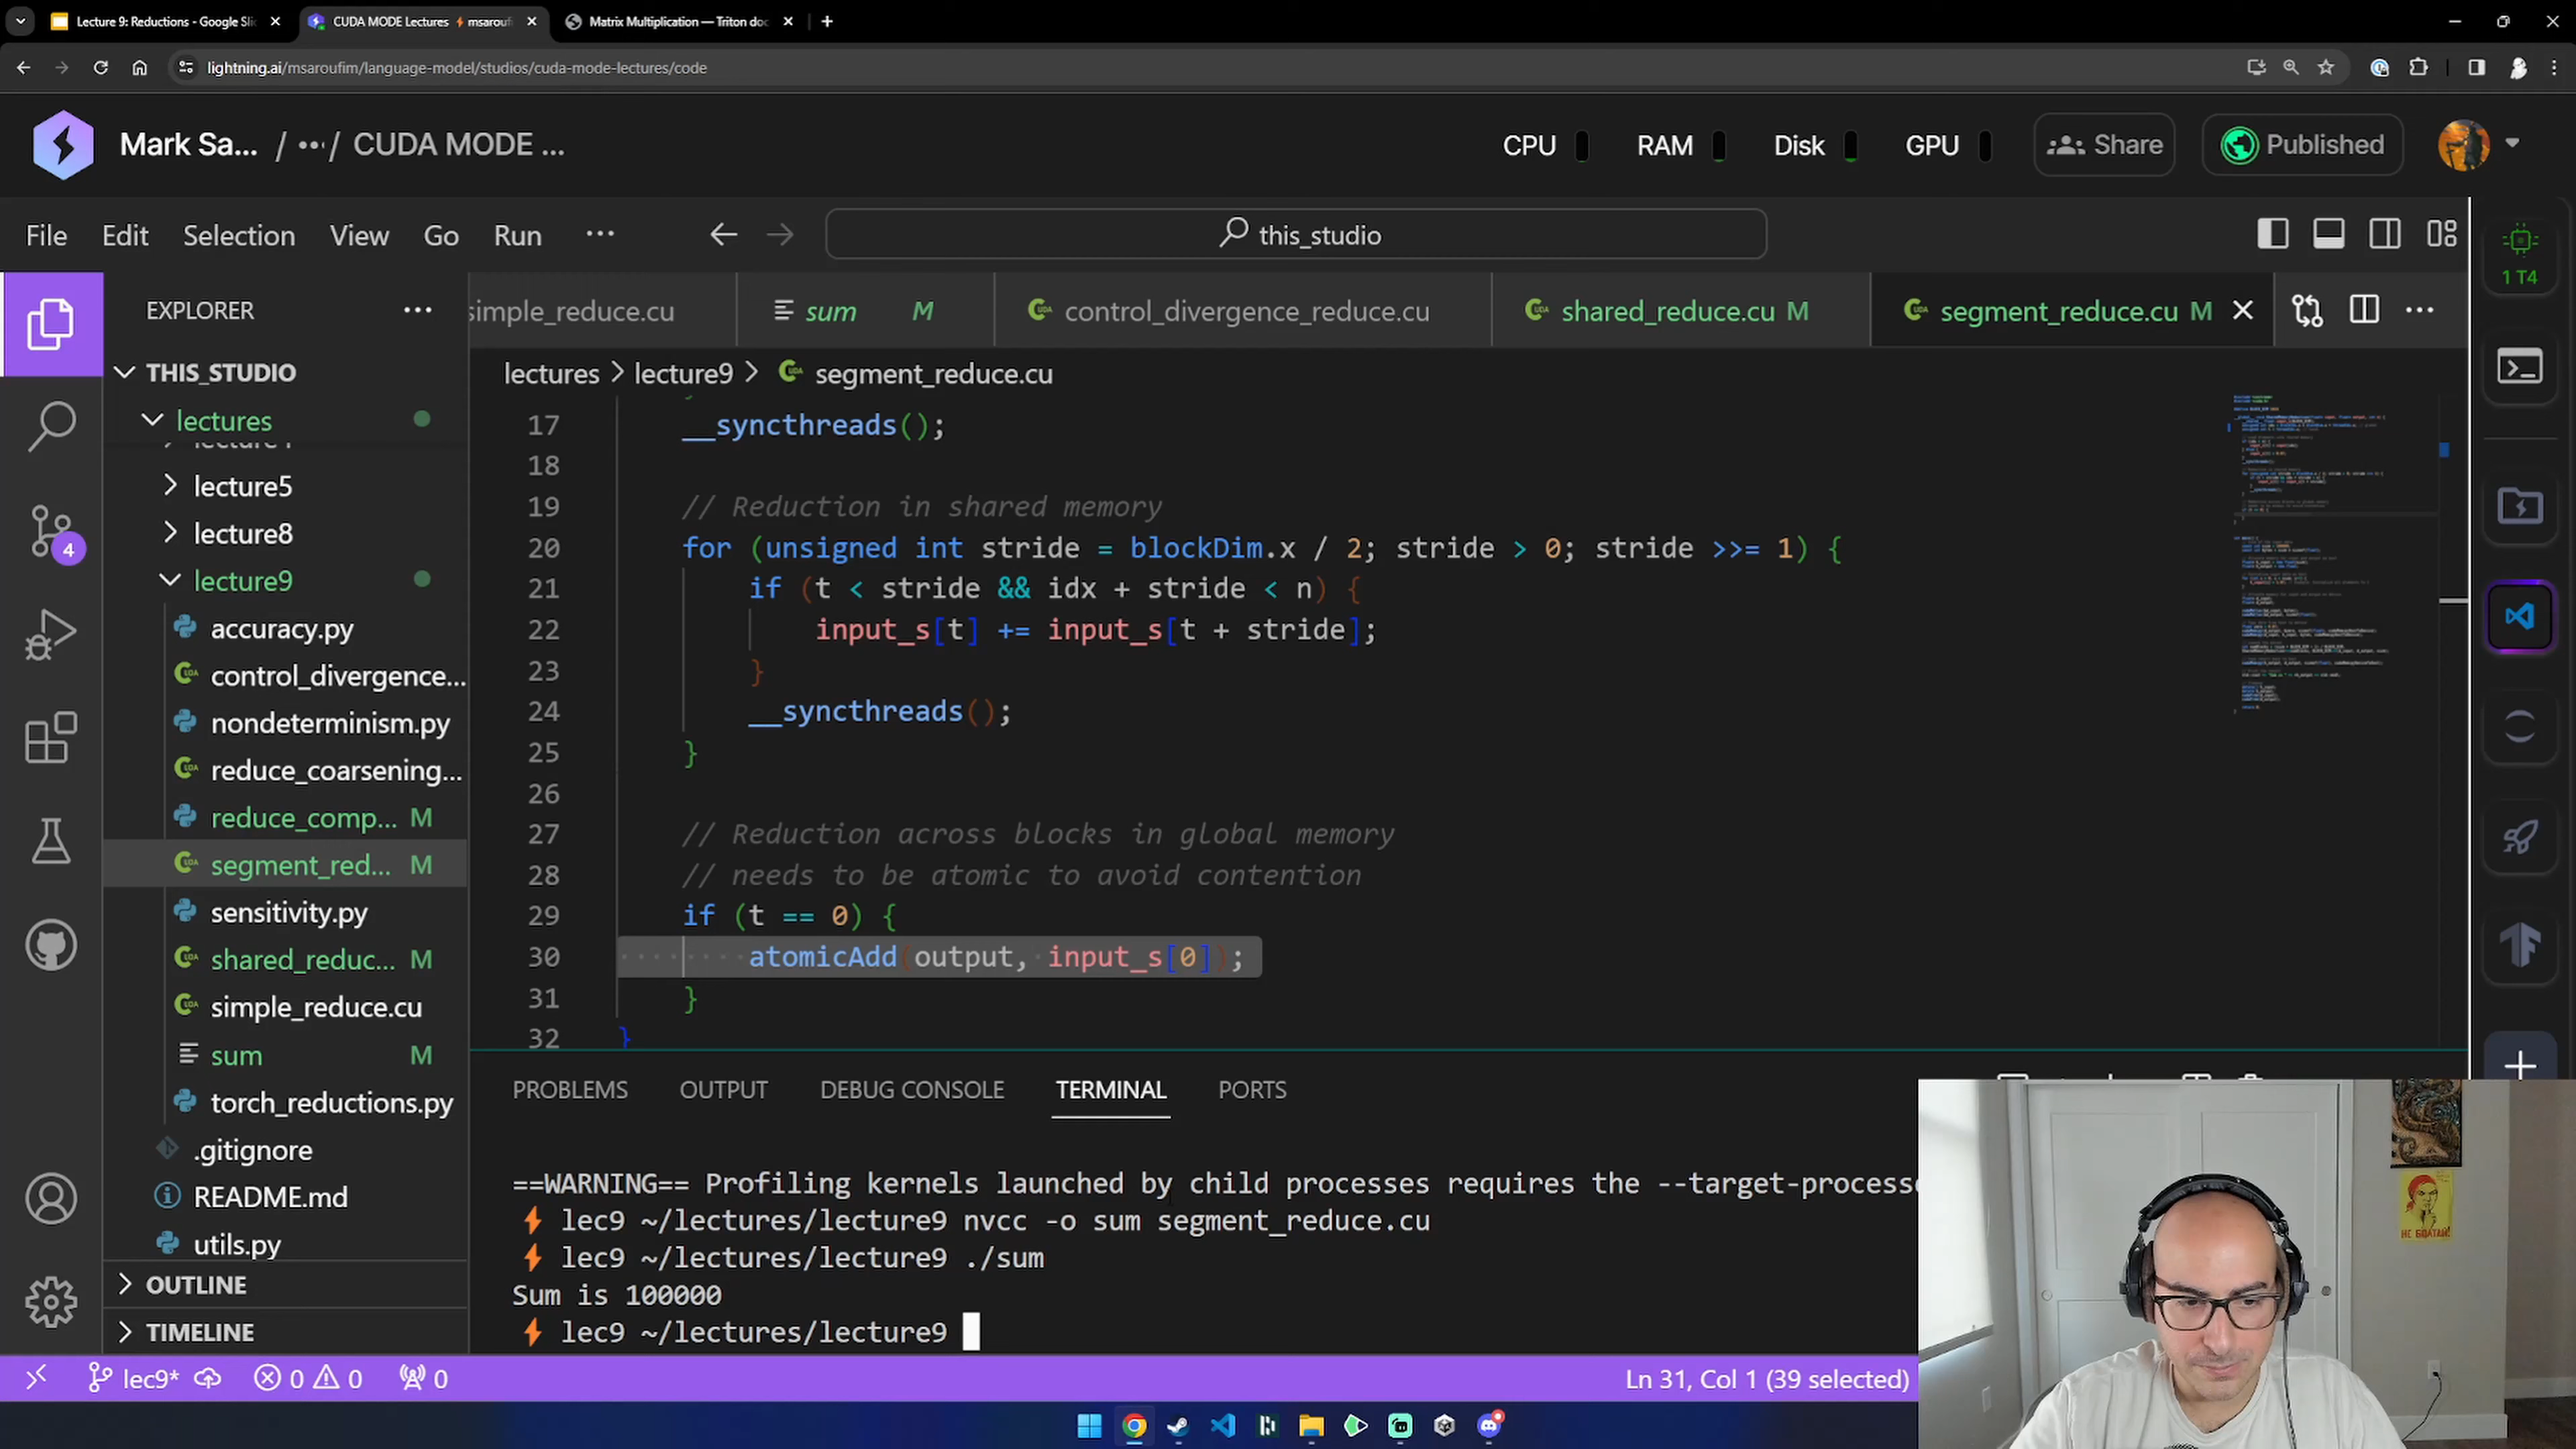 Lecture 9: Reductions - Google Sli
CUDA MODE Lectures ⚡ msarouf
Matrix Multiplication — Triton doc
lightning.ai/msaroufim/language-model/studios/cuda-mode-lectures/code
Mark Sa... / ··· / CUDA MODE ...
CPU
RAM
Disk
GPU
Share
Published
File Edit Selection View Go Run ···
this_studio
1 T4
EXPLORER
simple_reduce.cu
sum M
control_divergence_reduce.cu
shared_reduce.cu M
segment_reduce.cu M
THIS_STUDIO
lectures
lecture5
lecture8
lecture9
accuracy.py
control_divergence...
nondeterminism.py
reduce_coarsening...
reduce_comp... M
segment_red... M
sensitivity.py
shared_reduc... M
simple_reduce.cu
sum M
torch_reductions.py
.gitignore
README.md
utils.py
OUTLINE
TIMELINE
4
lectures > lecture9 > segment_reduce.cu
17 __syncthreads();
18
19 // Reduction in shared memory
20 for (unsigned int stride = blockDim.x / 2; stride > 0; stride >>= 1) {
21 if (t < stride && idx + stride < n) {
22 input_s[t] += input_s[t + stride];
23 }
24 __syncthreads();
25 }
26
27 // Reduction across blocks in global memory
28 // needs to be atomic to avoid contention
29 if (t == 0) {
30 atomicAdd(output, input_s[0]);
31 }
32 }
PROBLEMS OUTPUT DEBUG CONSOLE TERMINAL PORTS
==WARNING== Profiling kernels launched by child processes requires the --target-process
⚡ lec9 ~/lectures/lecture9 nvcc -o sum segment_reduce.cu
⚡ lec9 ~/lectures/lecture9 ./sum
Sum is 100000
⚡ lec9 ~/lectures/lecture9
lec9* 0 0 0
Ln 31, Col 1 (39 selected)
НЕ БОЛТАЙ!